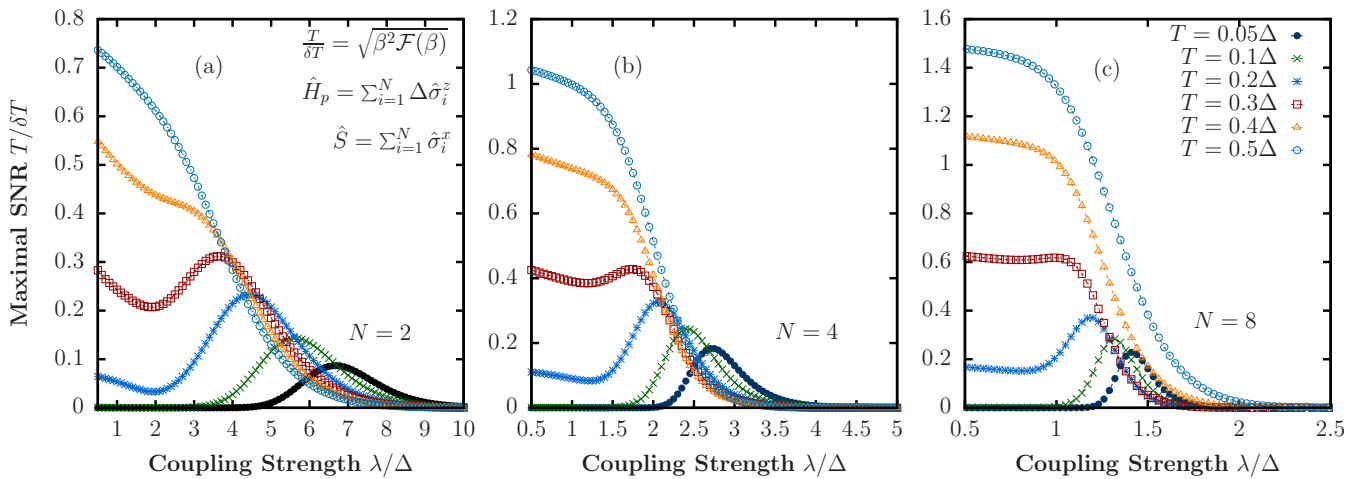 Maximal SNR T/δT
0.8
0.7
0.6
0.5
0.4
0.3
0.2
0.1
0
(a)
T/δT = √(β²𝓕(β))
Ĥ_p = ∑_{i=1}^{N} Δσ̂_i^z
Ŝ = ∑_{i=1}^{N} σ̂_i^x
N = 2
1 2 3 4 5 6 7 8 9 10
Coupling Strength λ/Δ
1.2
1
0.8
0.6
0.4
0.2
0
(b)
N = 4
0.5 1 1.5 2 2.5 3 3.5 4 4.5 5
Coupling Strength λ/Δ
1.6
1.4
1.2
1
0.8
0.6
0.4
0.2
0
(c)
T = 0.05Δ
T = 0.1Δ
T = 0.2Δ
T = 0.3Δ
T = 0.4Δ
T = 0.5Δ
N = 8
0.5 1 1.5 2 2.5
Coupling Strength λ/Δ